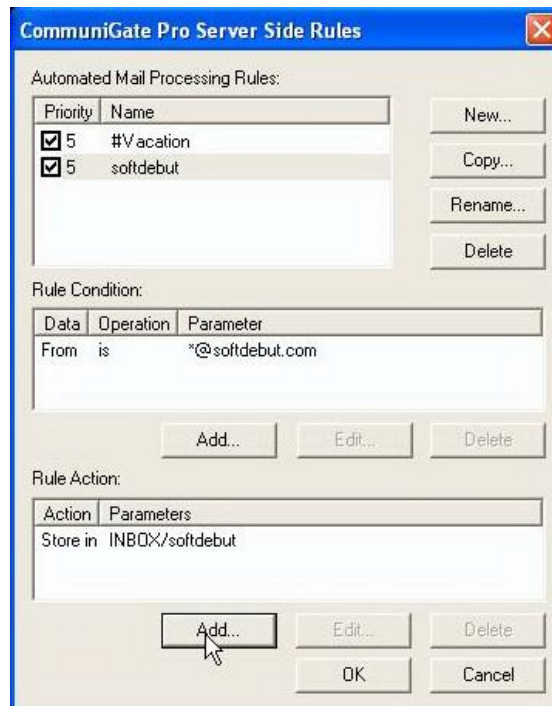 CommuniGate Pro Server Side Rules
Automated Mail Processing Rules:
Priority Name
5 #Vacation
5 softdebut
New...
Copy...
Rename...
Delete
Rule Condition:
Data Operation Parameter
From is *@softdebut.com
Add... Edit... Delete
Rule Action:
Action Parameters
Store in INBOX/softdebut
Add... Edit... Delete
OK Cancel